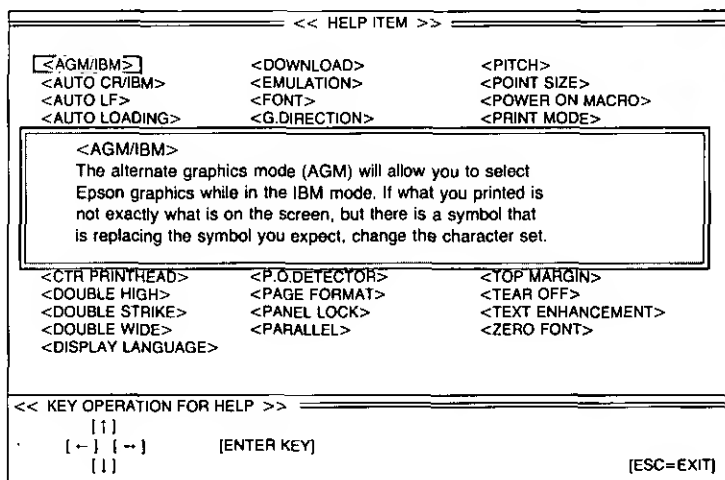 << HELP ITEM >>
<AGM/IBM> <DOWNLOAD> <PITCH>
<AUTO CR/IBM> <EMULATION> <POINT SIZE>
<AUTO LF> <FONT> <POWER ON MACRO>
<AUTO LOADING> <G.DIRECTION> <PRINT MODE>
<AGM/IBM>
The alternate graphics mode (AGM) will allow you to select
Epson graphics while in the IBM mode. If what you printed is
not exactly what is on the screen, but there is a symbol that
is replacing the symbol you expect, change the character set.
<CTR PRINTHEAD> <P.O.DETECTOR> <TOP MARGIN>
<DOUBLE HIGH> <PAGE FORMAT> <TEAR OFF>
<DOUBLE STRIKE> <PANEL LOCK> <TEXT ENHANCEMENT>
<DOUBLE WIDE> <PARALLEL> <ZERO FONT>
<DISPLAY LANGUAGE>
<< KEY OPERATION FOR HELP >>
[↑]
[←] [→] [ENTER KEY]
[↓] [ESC=EXIT]